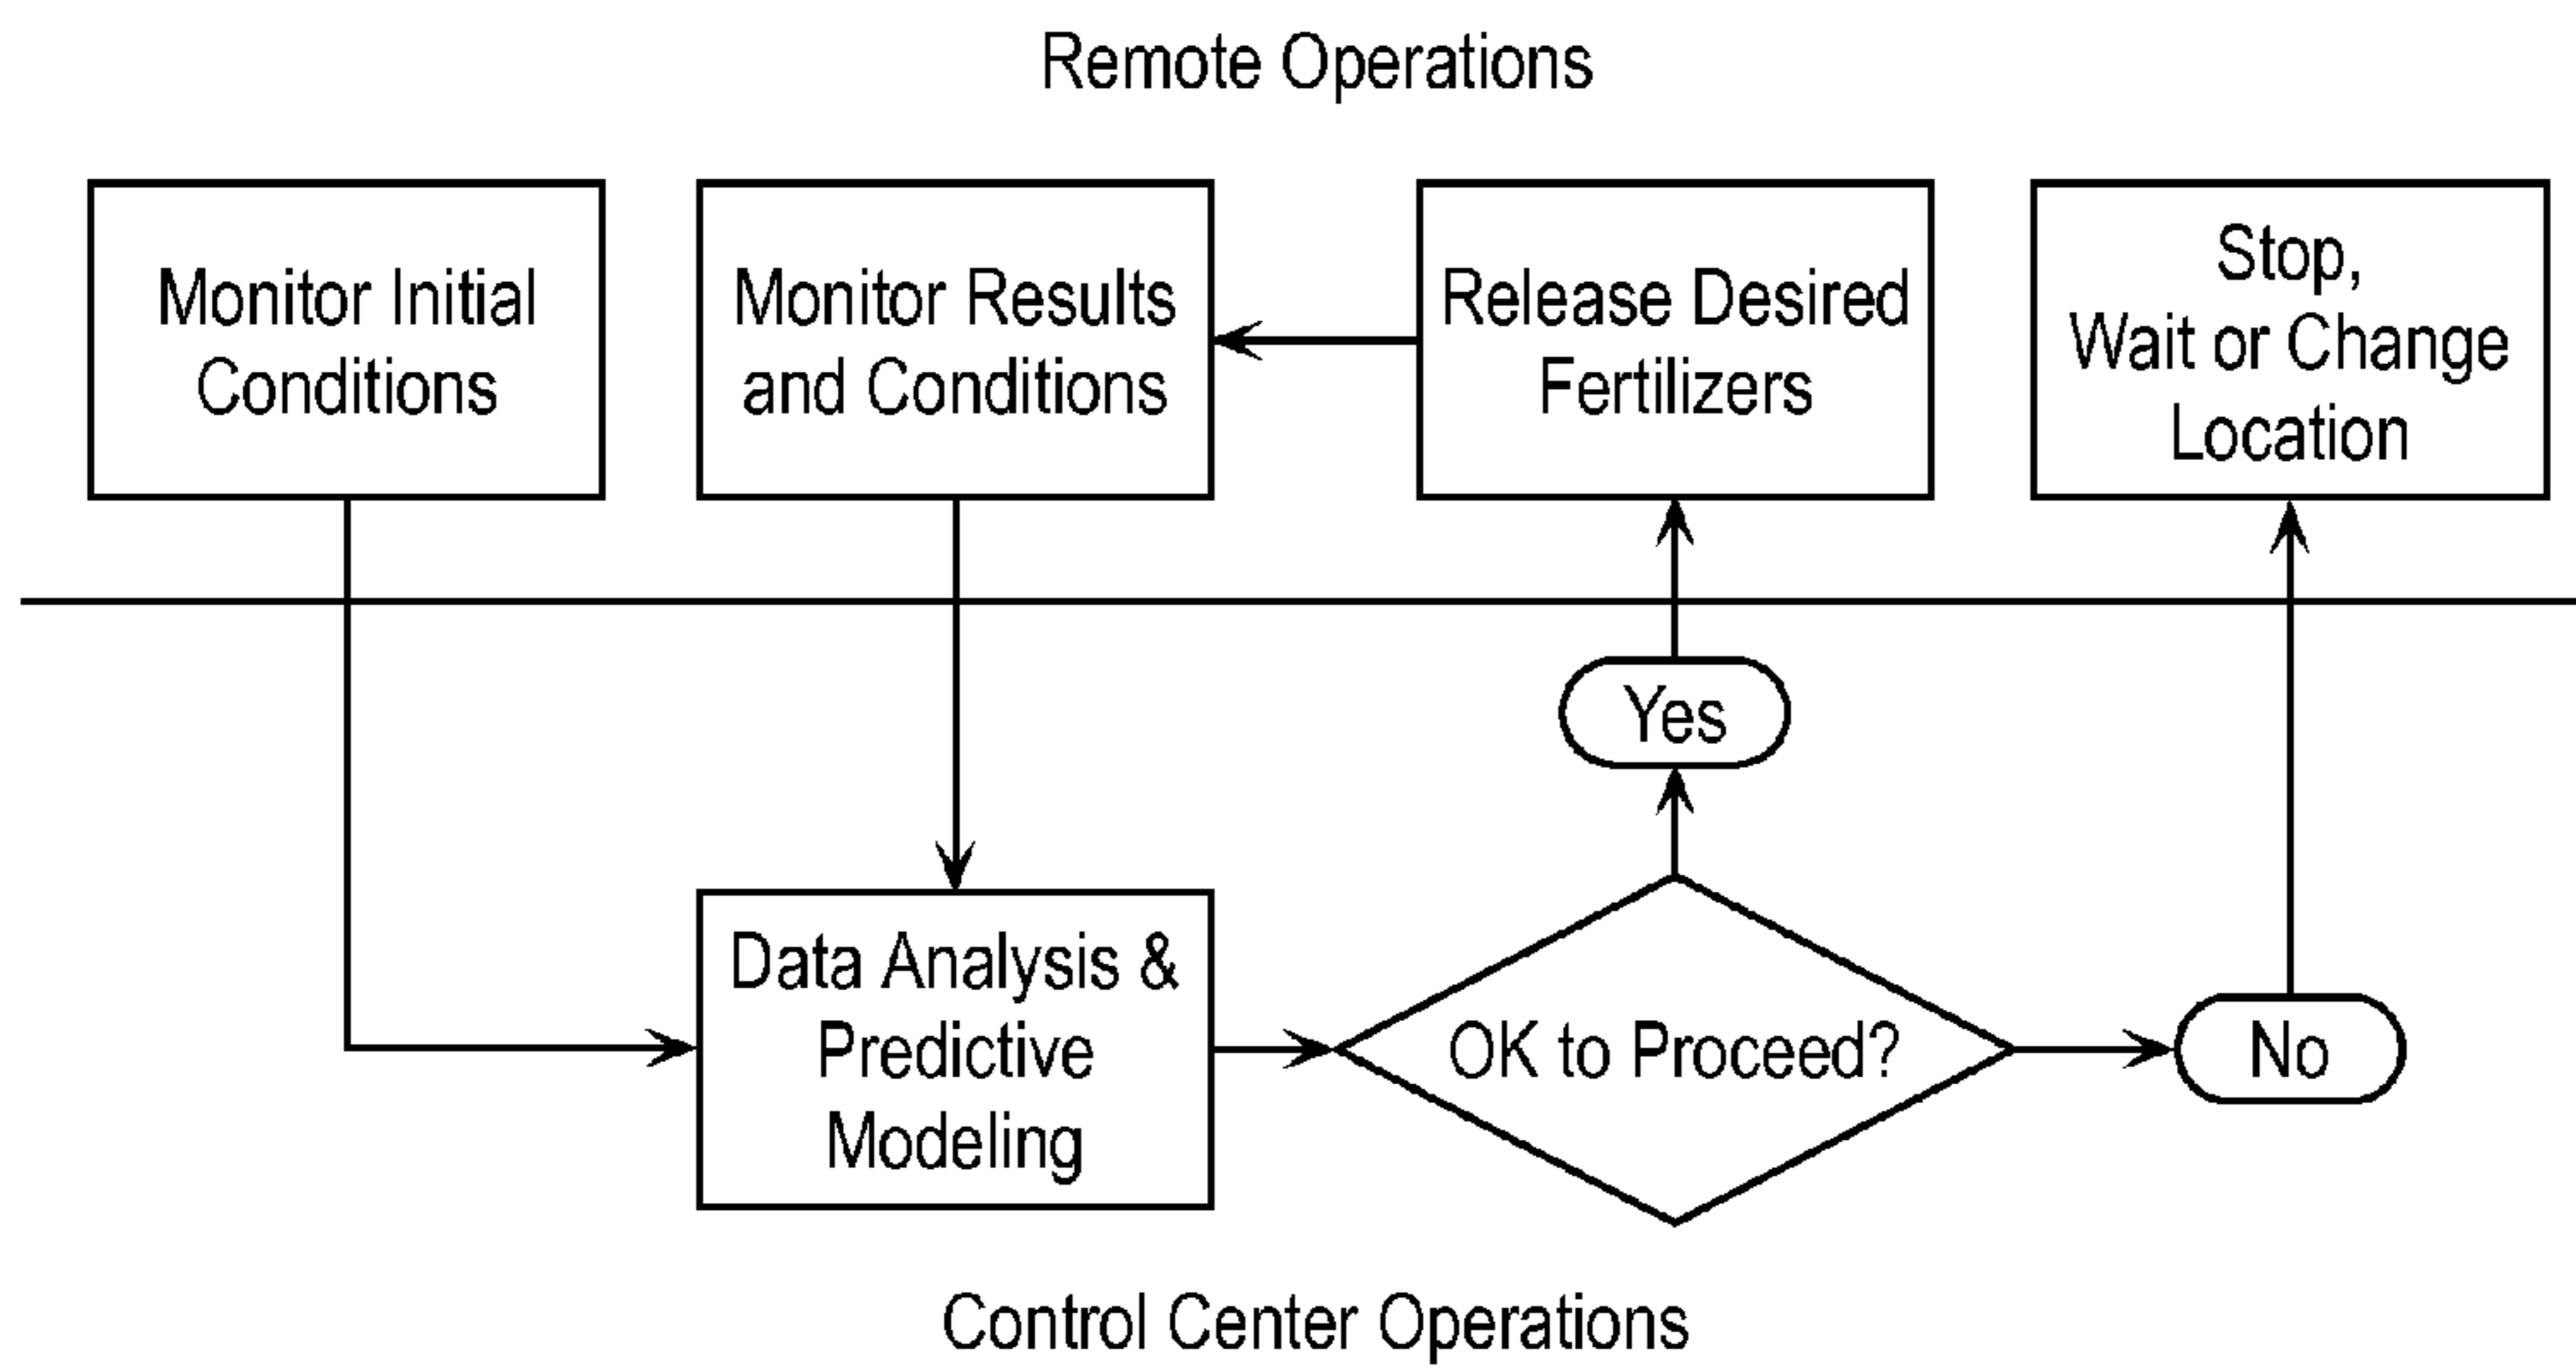 Remote Operations
Monitor Initial
Conditions
Monitor Results
and Conditions
Release Desired
Fertilizers
Stop,
Wait or Change
Location
Yes
Data Analysis &
Predictive
Modeling
OK to Proceed?
No
Control Center Operations